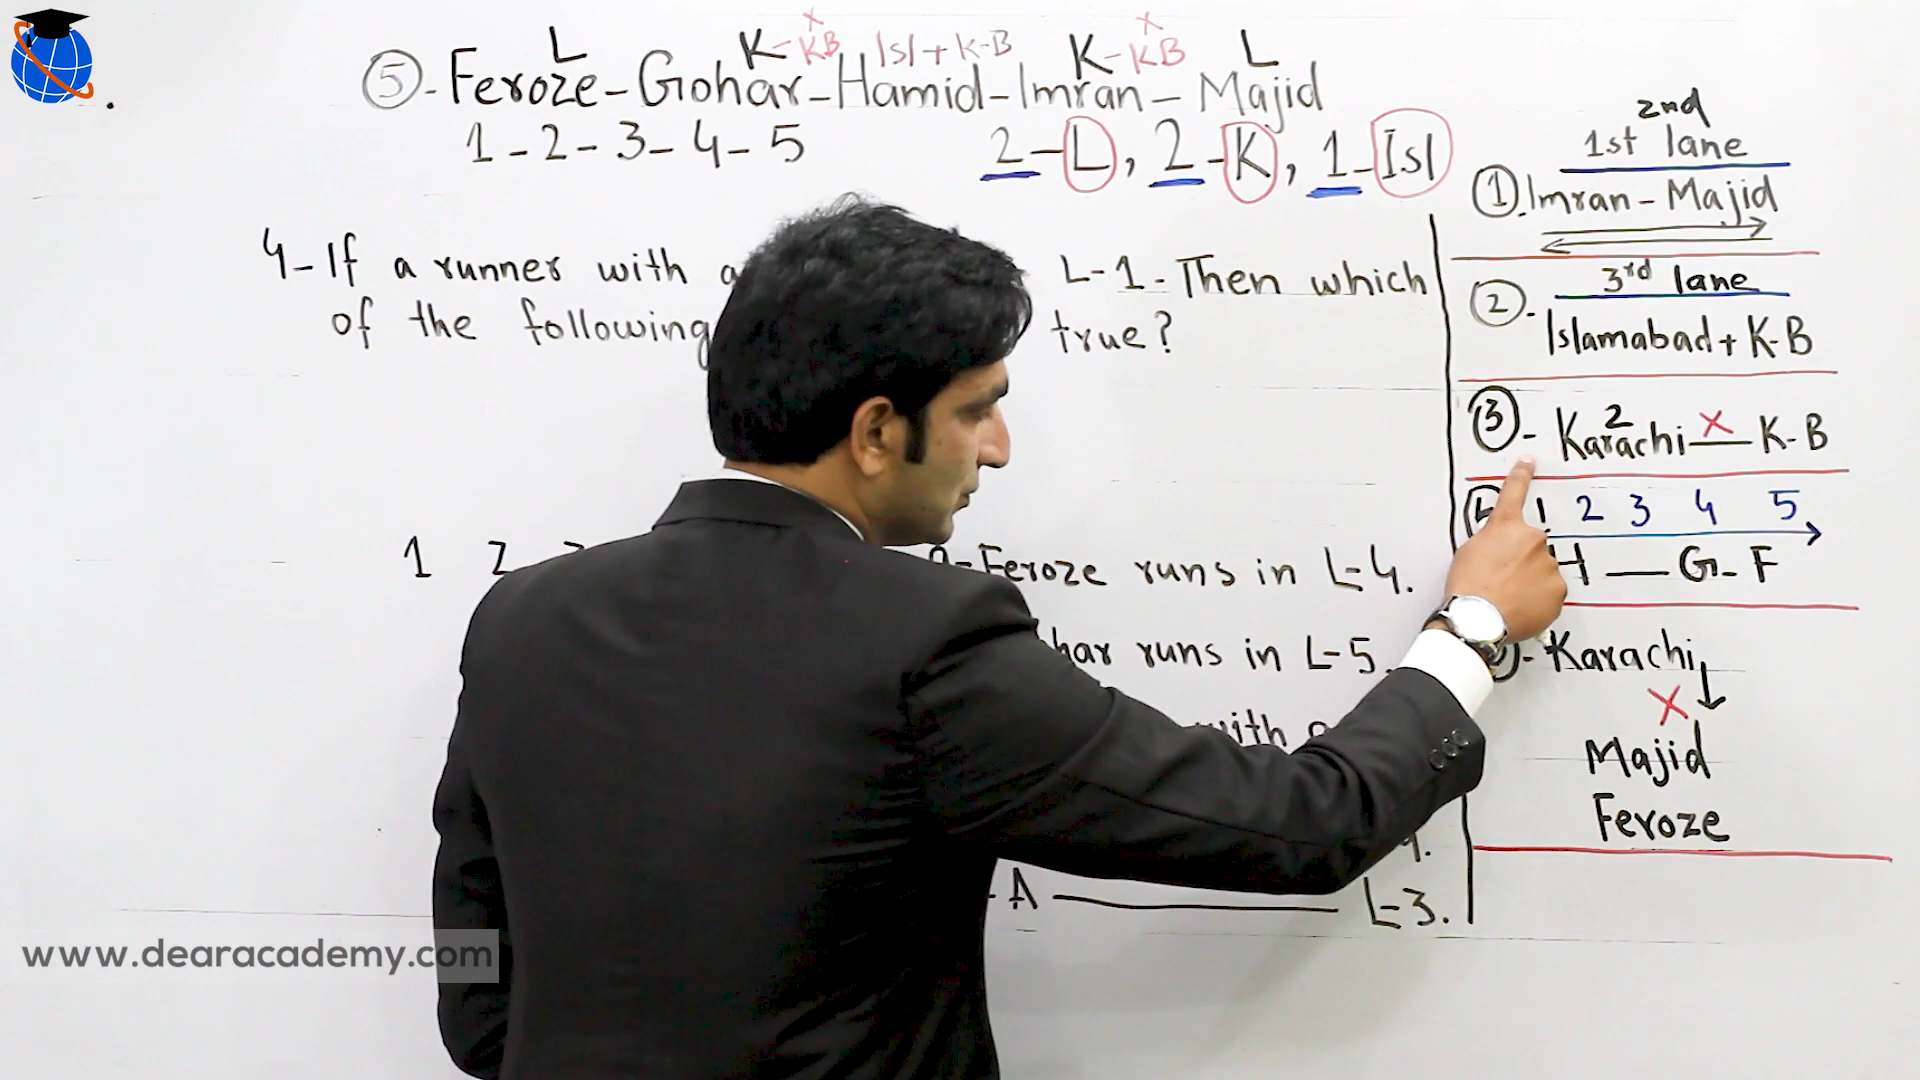 L K-KB Isl+K-B K-KB L
⑤-Feroze-Gohar-Hamid-Imran-Majid
1-2-3-4-5 2-L, 2-K, 1-Isl
2nd
1st lane
①.Imran-Majid
4-If a runner with a L-1-Then which
of the following true?
3rd lane
②-
Islamabad+K-B
2
③-Karachi X K-B
1 2 3 4 5
H — G-F
1 2 Feroze runs in L-4.
har runs in L-5.
with
A — L-3.
-Karachi
X
Majid
Feroze
www.dearacademy.com